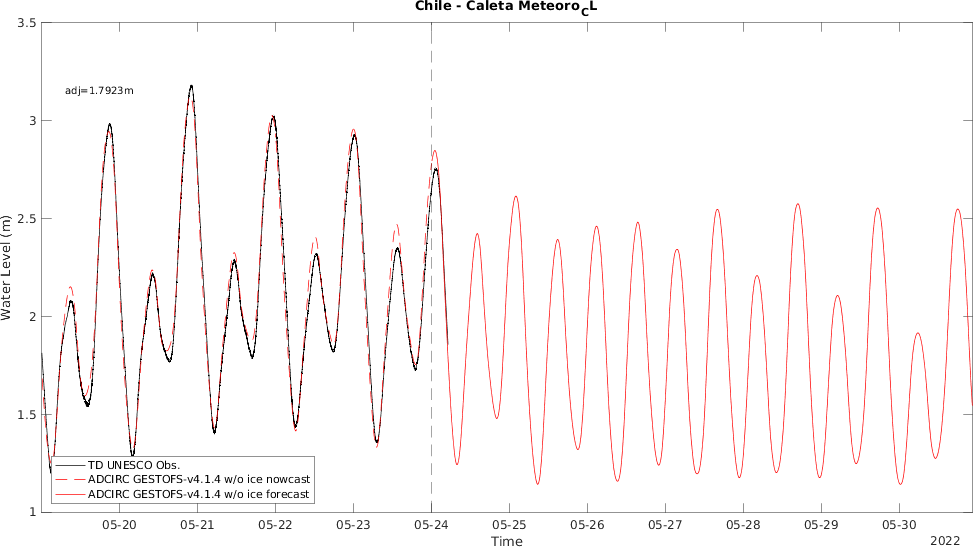 Chile - Caleta Meteoro_CL
3.5
adj=1.7923m
3
2.5
2
1.5
1
Water Level (m)
TD UNESCO Obs.
ADCIRC GESTOFS-v4.1.4 w/o ice nowcast
ADCIRC GESTOFS-v4.1.4 w/o ice forecast
05-20 05-21 05-22 05-23 05-24 05-25 05-26 05-27 05-28 05-29 05-30
Time
2022